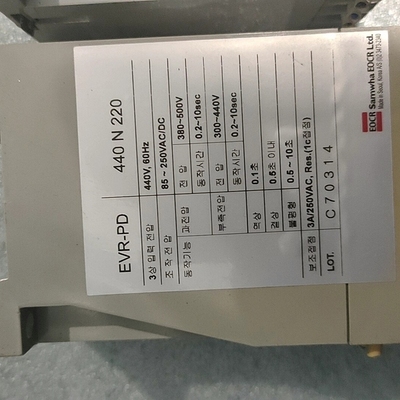 EVR-PD 440 N 220
3상 입력 전압 440V, 60Hz
조 작 전 압 85 ~ 250VAC/DC
동작기능 과전압 전 압 380~500V
동작시간 0.2~10sec
부족전압 전 압 300~440V
동작시간 0.2~10sec
역상 0.1초
결상 0.5초 이내
불평형 0.5 ~ 10초
보조접점 3A/250VAC, Res.(1c접점)
LOT. C70314
EOCR Samwha EOCR Ltd.
Made in Seoul, Korea